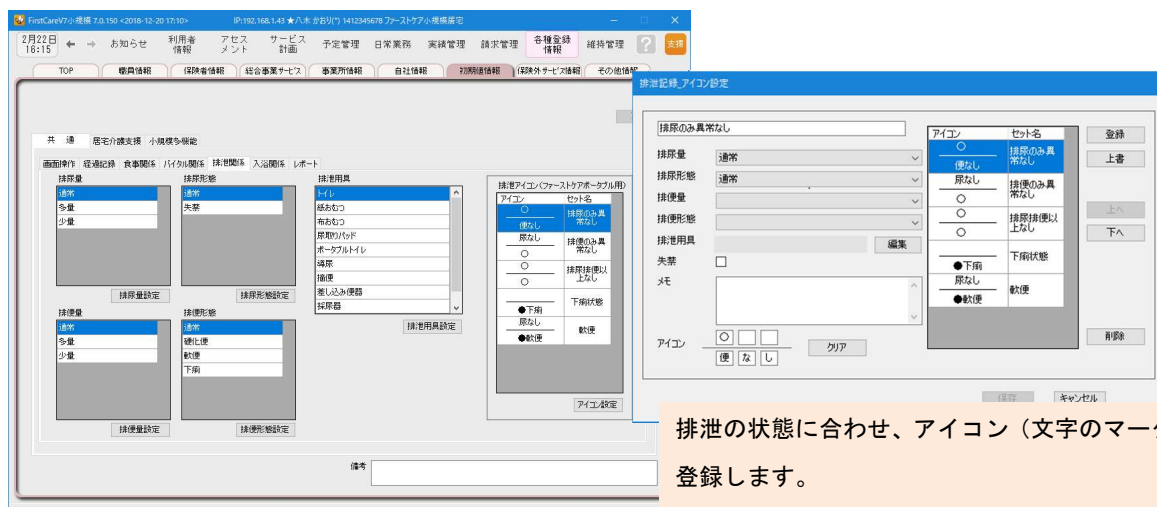 FirstCareV7小規模 7.0.150 <2018-12-20 17:10> IP:192.168.1.43 ★八木 かおり(*) 1412345678 ファーストケア小規模居宅
2月22日 16:15 ← → お知らせ 利用者情報 アセスメント サービス計画 予定管理 日常業務 実績管理 請求管理 各種登録情報 維持管理 ? 支援
TOP 職員情報 保険者情報 総合事業サービス 事業所情報 自社情報 初期値情報 保険外サービス情報 その他情報
共 通 居宅介護支援 小規模多機能
画面操作 経過記録 食事関係 バイタル関係 排泄関係 入浴関係 レポート
排尿量
通常
多量
少量
排尿量設定
排尿形態
通常
失禁
排尿形態設定
排泄用具
トイレ
紙おむつ
布おむつ
尿取りパッド
ポータブルトイレ
導尿
摘便
差し込み便器
採尿器
排泄用具設定
排便量
通常
多量
少量
排便量設定
排便形態
通常
硬化便
軟便
下痢
排便形態設定
排泄アイコン(ファーストケアポータブル用)
アイコン セット名
○
便なし
排尿のみ異常なし
尿なし
○
排便のみ異常なし
○
○
排尿排便以上なし
●下痢
下痢状態
尿なし
●軟便
軟便
アイコン設定
備考
排泄記録_アイコン設定
排尿のみ異常なし
排尿量 通常
排尿形態 通常
排便量
排便形態
排泄用具 編集
失禁
メモ
アイコン
○
便 な し
クリア
アイコン セット名
○
便なし
排尿のみ異常なし
尿なし
○
排便のみ異常なし
○
○
排尿排便以上なし
●下痢
下痢状態
尿なし
●軟便
軟便
登録
上書
上へ
下へ
削除
保存 キャンセル
排泄の状態に合わせ、アイコン（文字のマーク
登録します。